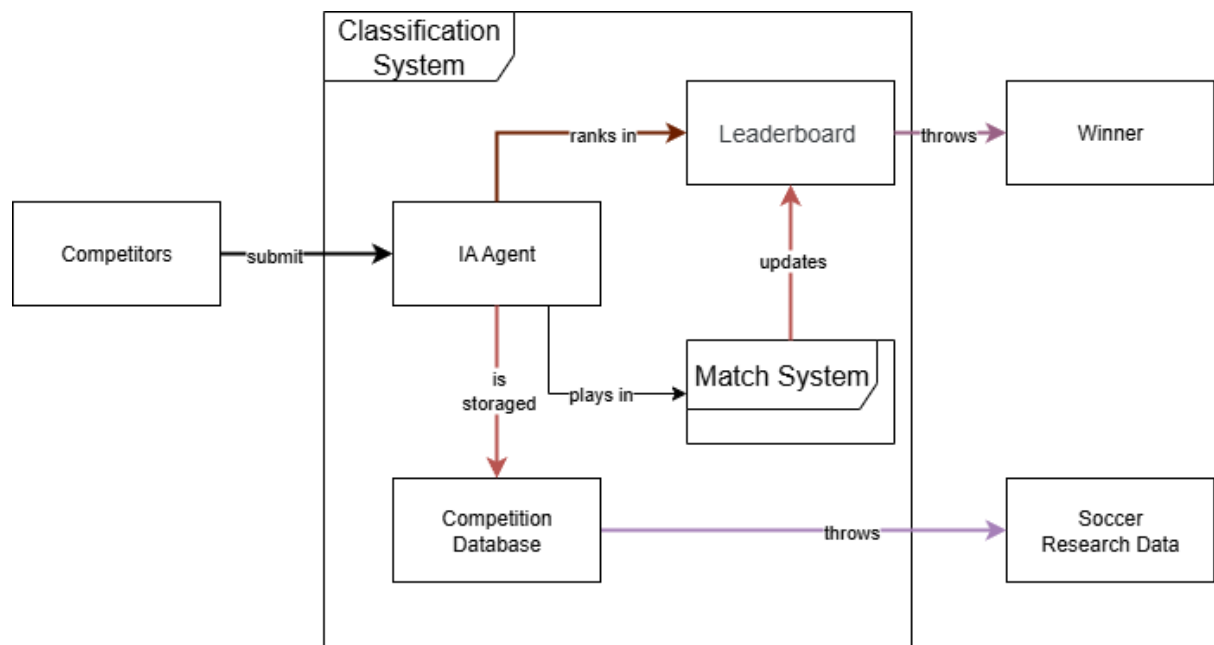 Classification
System
ranks in
Leaderboard
throws
Winner
Competitors
submit
IA Agent
updates
is
storaged
plays in
Match System
Competition
Database
throws
Soccer
Research Data